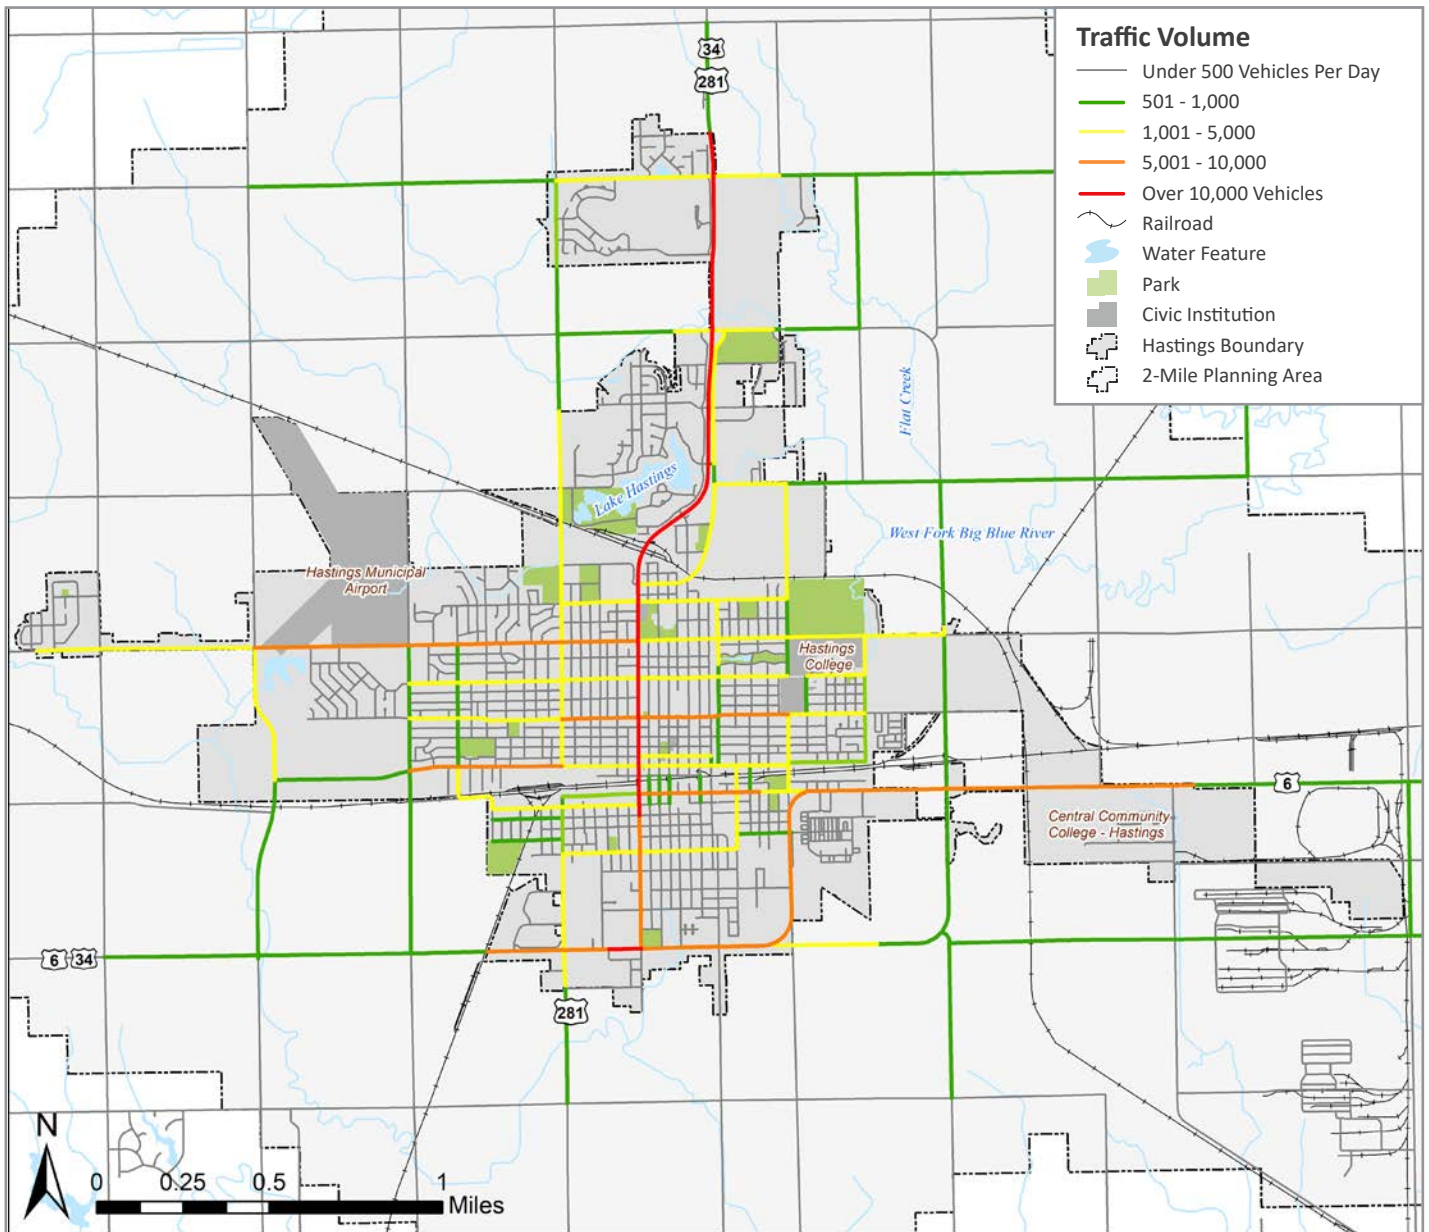 Traffic Volume
Under 500 Vehicles Per Day
501 - 1,000
1,001 - 5,000
5,001 - 10,000
Over 10,000 Vehicles
Railroad
Water Feature
Park
Civic Institution
Hastings Boundary
2-Mile Planning Area
34
281
Flat Creek
Lake Hastings
West Fork Big Blue River
Hastings Municipal
Airport
Hastings
College
6
Central Community
College - Hastings
6 34
281
N
0 0.25 0.5 1
Miles